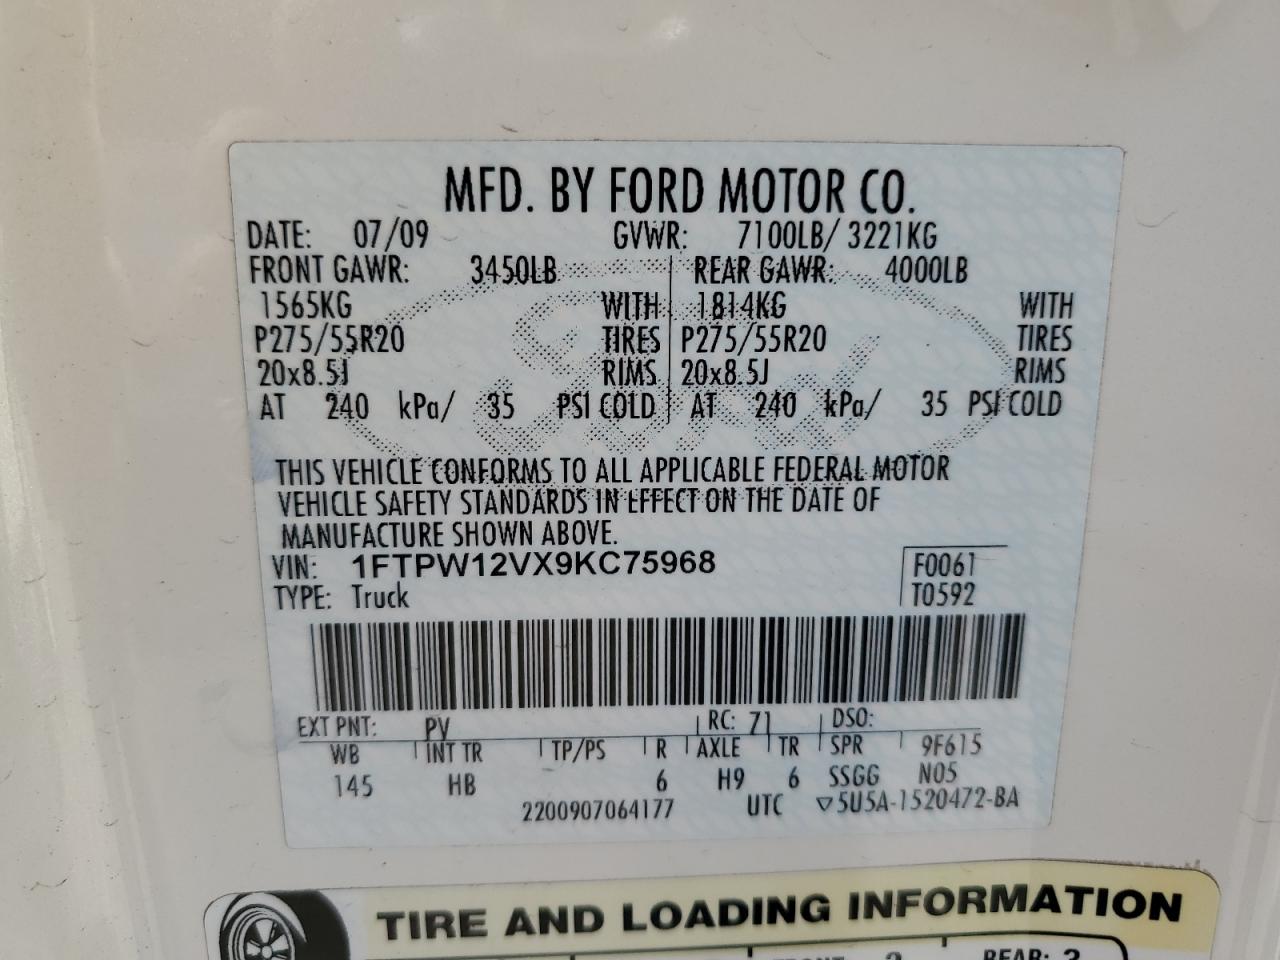 MFD. BY FORD MOTOR CO.
DATE: 07/09 GVWR: 7100LB/ 3221KG
FRONT GAWR: 3450LB REAR GAWR: 4000LB
1565KG WITH 1814KG WITH
P275/55R20 TIRES P275/55R20 TIRES
20x8.5J RIMS 20x8.5J RIMS
AT 240 kPa/ 35 PSI COLD AT 240 kPa/ 35 PSI COLD
Ford
THIS VEHICLE CONFORMS TO ALL APPLICABLE FEDERAL MOTOR
VEHICLE SAFETY STANDARDS IN EFFECT ON THE DATE OF
MANUFACTURE SHOWN ABOVE.
VIN: 1FTPW12VX9KC75968 F0061
TYPE: Truck T0592
EXT PNT: PV RC: 71 DSO:
WB INT TR TP/PS R AXLE TR SPR 9F615
145 HB 6 H9 6 SSGG N05
2200907064177 UTC ▽5U5A-1520472-BA
TIRE AND LOADING INFORMATION
REAR: